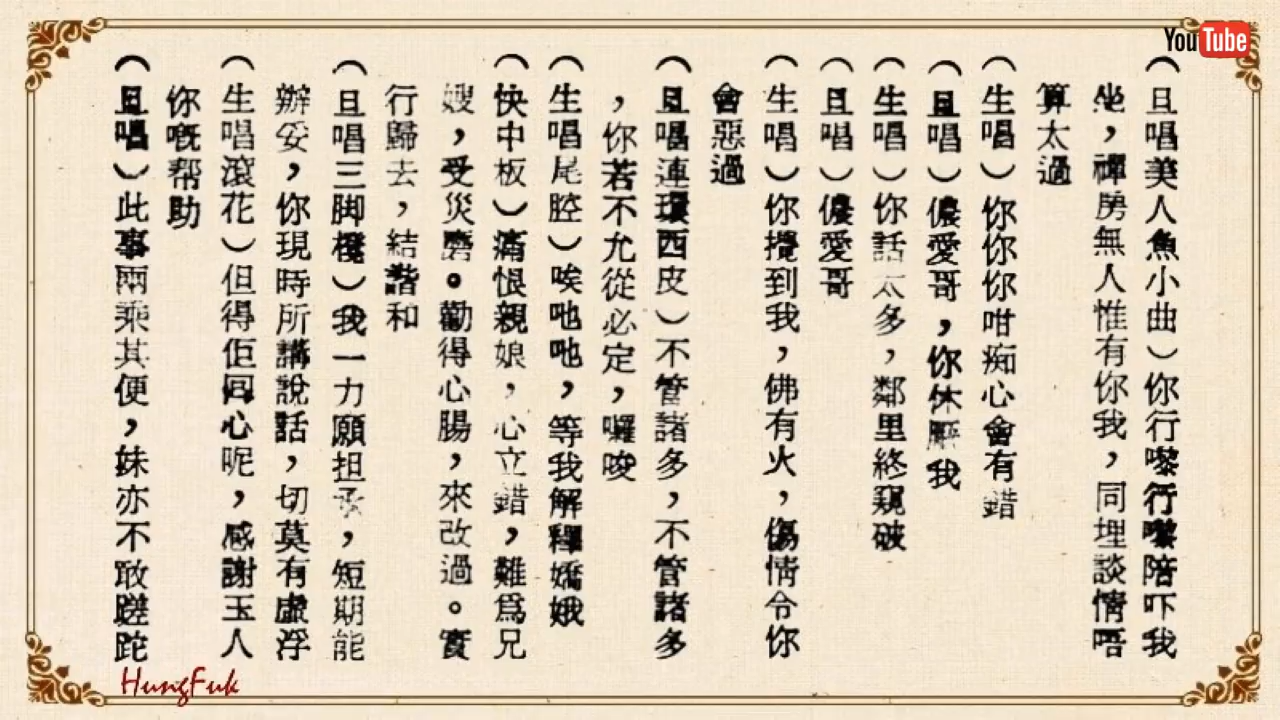 YouTube
（旦唱美人魚小曲）你行嚟行嚟陪吓我
坐，禪房無人惟有你我，同埋談情唔
算太過
（生唱）你你你咁痴心會有錯
（旦唱）儂愛哥，你休厭我
（生唱）你話太多，鄰里終窺破
（旦唱）儂愛哥
（生唱）你攪到我，佛有火，傷情令你
會惡過
（旦唱連環西皮）不管諸多，不管諸多
，你若不允從必定，囉唆
（生唱尾腔）唉吔吔，等我解釋嬌娥
（快中板）痛恨親娘，心立錯，難爲兄
嫂，受災磨。勸得心腸，來改過。實
行歸去，結諧和
（旦唱三脚櫈）我一力願担承，短期能
辦妥，你現時所講說話，切莫有虛浮
（生唱滾花）但得佢回心呢，感謝玉人
你嘅帮助
（旦唱）此事兩乘其便，妹亦不敢蹉跎
HungFuk